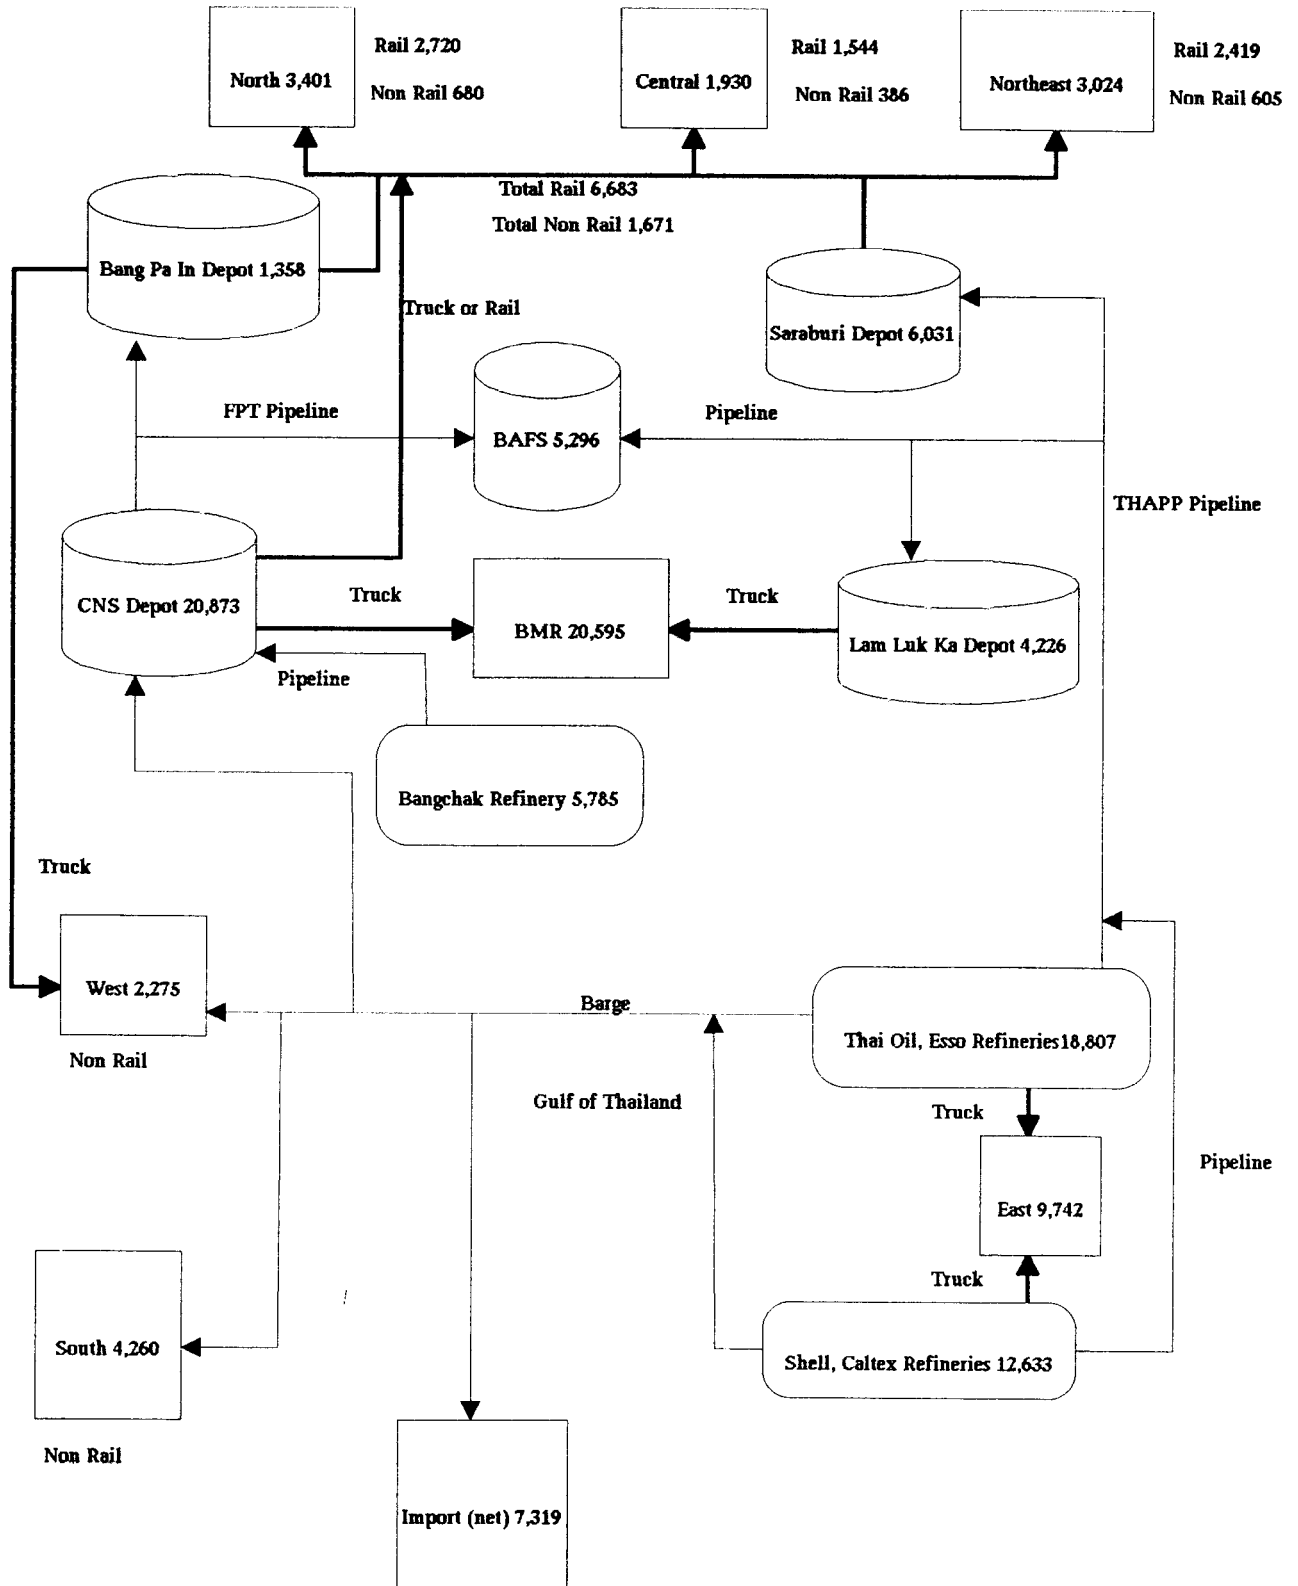 Rail 2,720
North 3,401
Non Rail 680
Rail 1,544
Central 1,930
Non Rail 386
Rail 2,419
Northeast 3,024
Non Rail 605
Total Rail 6,683
Total Non Rail 1,671
Bang Pa In Depot 1,358
Truck or Rail
Saraburi Depot 6,031
FPT Pipeline
BAFS 5,296
Pipeline
THAPP Pipeline
CNS Depot 20,873
Truck
BMR 20,595
Truck
Lam Luk Ka Depot 4,226
Pipeline
Bangchak Refinery 5,785
Truck
West 2,275
Non Rail
Barge
Thai Oil, Esso Refineries18,807
Gulf of Thailand
Truck
East 9,742
Pipeline
Truck
South 4,260
Shell, Caltex Refineries 12,633
Non Rail
Import (net) 7,319